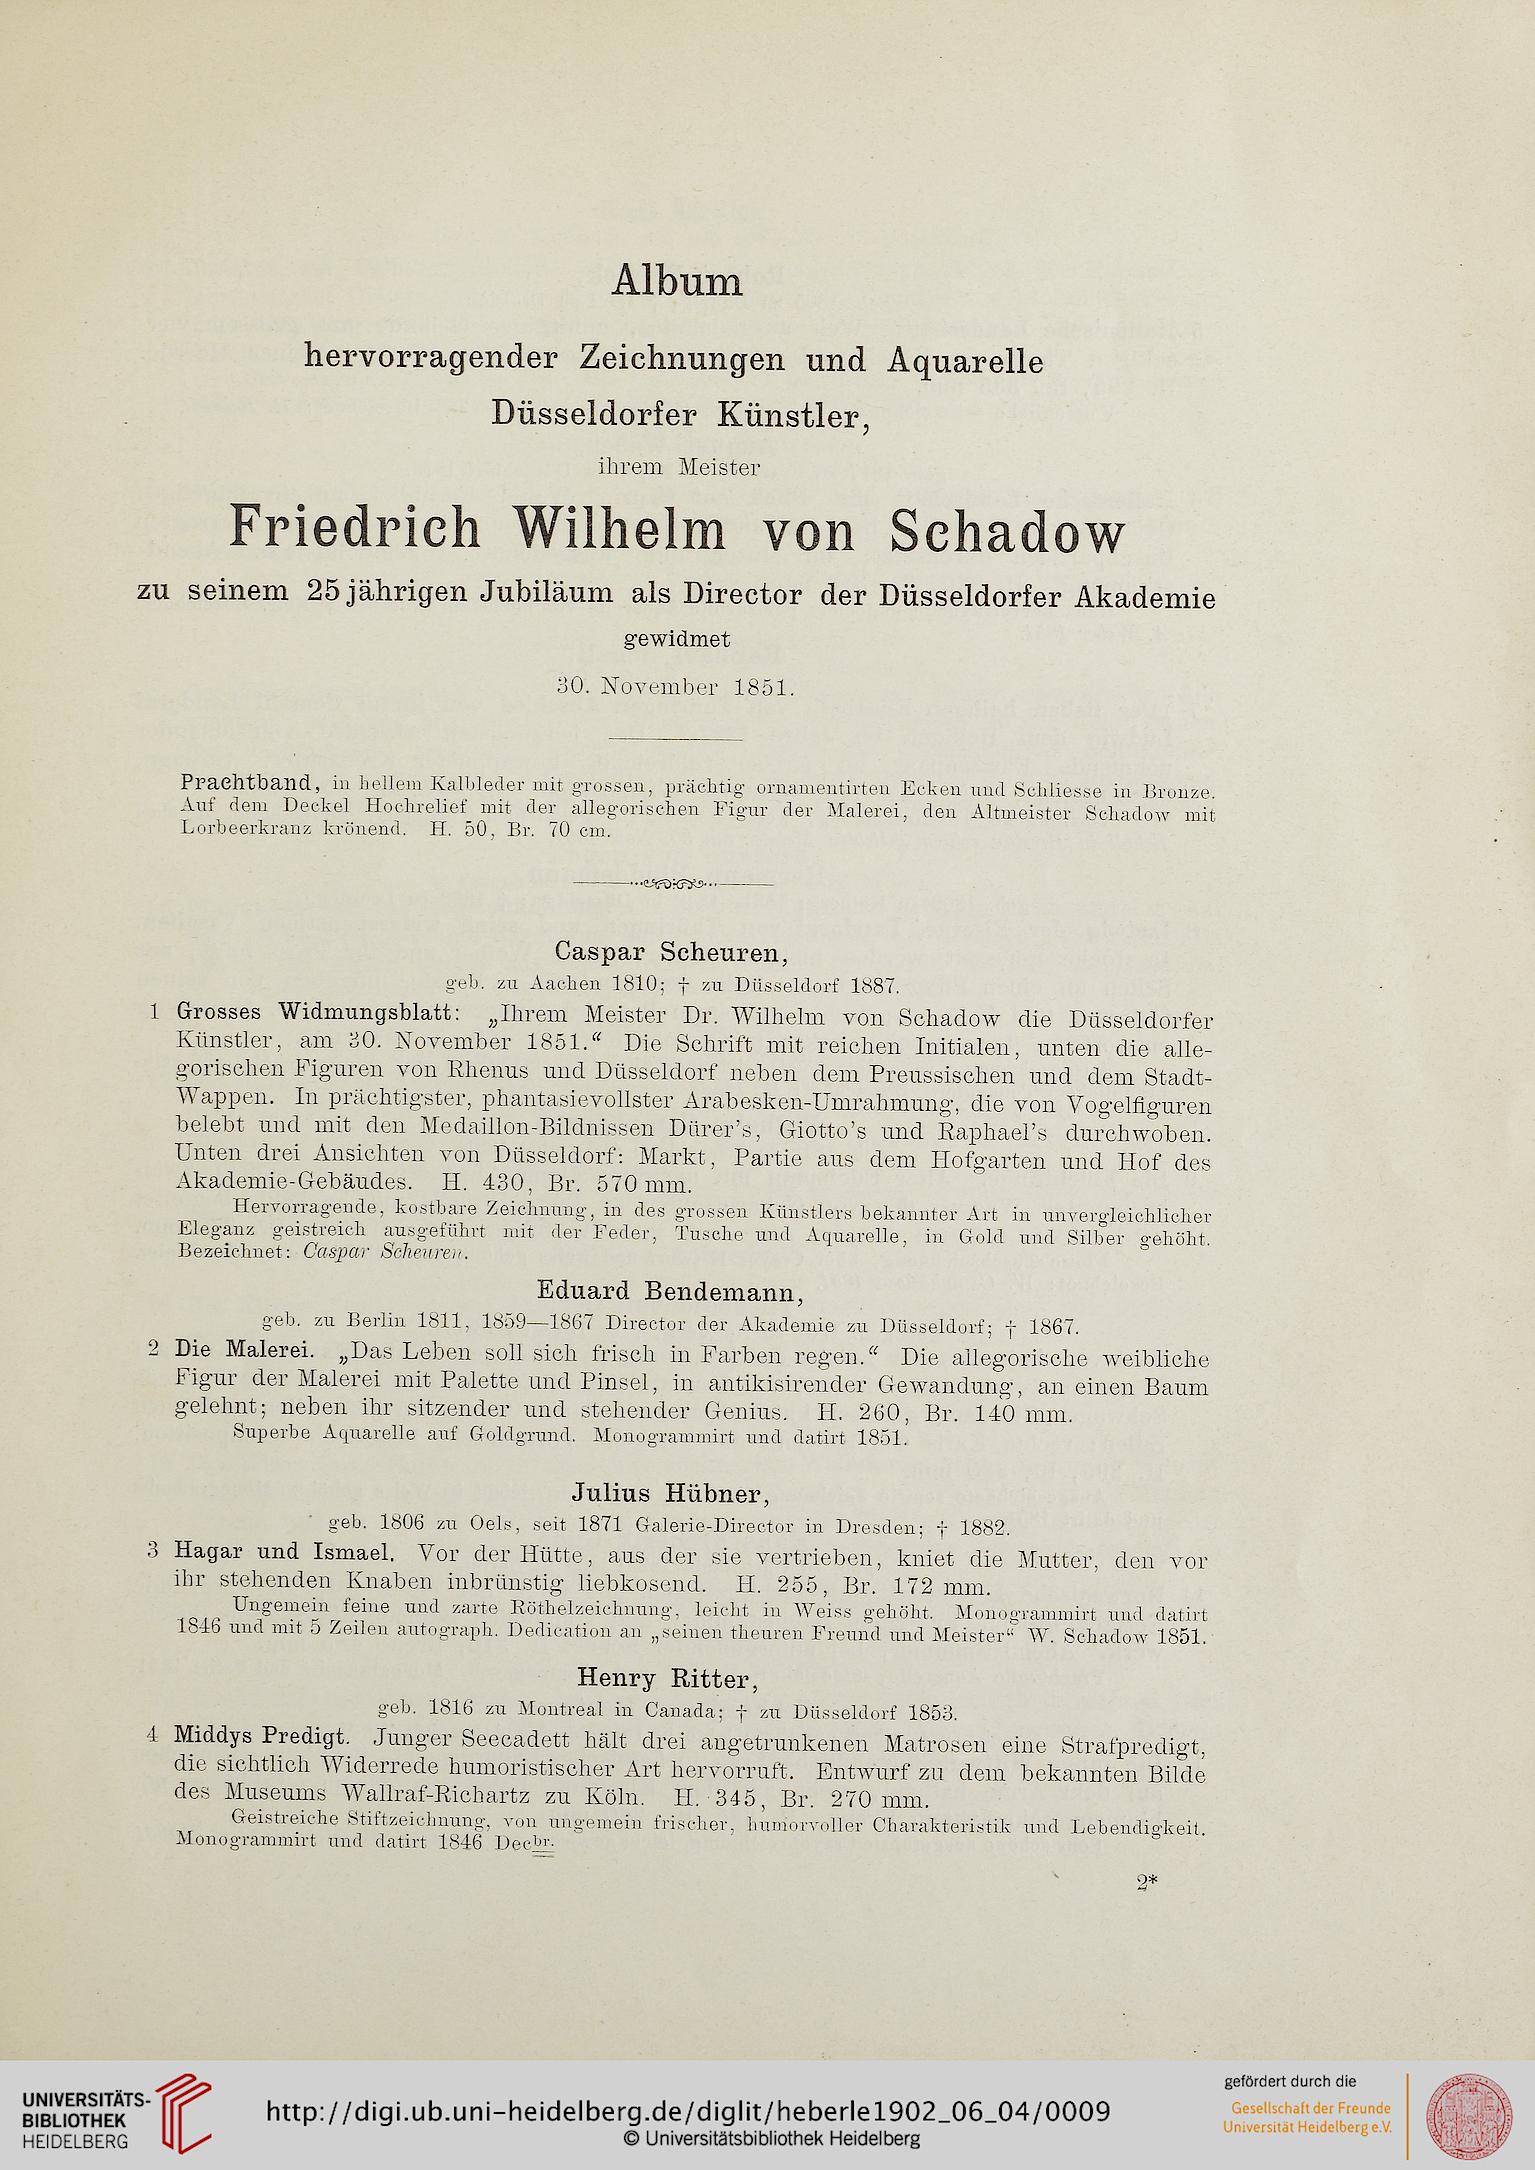 Album
hervorragender Zeichnungen und Aquarelle
Düsseldorfer Künstler,
ihrem Meister
Friedrich Wilhelm von Schadow
zu seinem 25jährigen Jubiläum als Director der Düsseldorfer Akademie
gewidmet
30. November 1851.
Prachtband, in hellem Kalbleder mit grossen, prächtig ornamentirten Ecken und Schliesse in Bronze.
Auf dem Deckel Hochrelief mit der allegorischen Figur der Malerei, den Altmeister Schadow mit
Lorbeerkranz krönend. H. 50, Br. 70 cm.
Caspar Scheuren,
geb. zu Aachen 1810; † zu Düsseldorf 1887.
1 Grosses Widmungsblatt: „Ihrem Meister Dr. Wilhelm von Schadow die Düsseldorfer
Künstler, am 30. November 1851.“ Die Schrift mit reichen Initialen, unten die alle-
gorischen Figuren von Rhenus und Düsseldorf neben dem Preussischen und dem Stadt-
Wappen. In prächtigster, phantasievollster Arabesken-Umrahmung, die von Vogelfiguren
belebt und mit den Medaillon-Bildnissen Dürer's, Giotto's und Raphael's durchwoben.
Unten drei Ansichten von Düsseldorf: Markt, Partie aus dem Hofgarten und Hof des
Akademie-Gebäudes. H. 430, Br. 570 mm.
Hervorragende, kostbare Zeichnung, in des grossen Künstlers bekannter Art in unvergleichlicher
Eleganz geistreich ausgeführt mit der Feder, Tusche und Aquarelle, in Gold und Silber gehöht.
Bezeichnet: Caspar Scheuren.
Eduard Bendemann,
geb. zu Berlin 1811, 1859—1867 Director der Akademie zu Düsseldorf; † 1867.
2 Die Malerei. „Das Leben soll sich frisch in Farben regen.“ Die allegorische weibliche
Figur der Malerei mit Palette und Pinsel, in antikisirender Gewandung, an einen Baum
gelehnt; neben ihr sitzender und stehender Genius. H. 260, Br. 140 mm.
Superbe Aquarelle auf Goldgrund. Monogrammirt und datirt 1851.
Julius Hübner,
geb. 1806 zu Oels, seit 1871 Galerie-Director in Dresden; † 1882.
3 Hagar und Ismael. Vor der Hütte, aus der sie vertrieben, kniet die Mutter, den vor
ihr stehenden Knaben inbrünstig liebkosend. H. 255, Br. 172 mm.
Ungemein feine und zarte Röthelzeichnung, leicht in Weiss gehöht. Monogrammirt und datirt
1846 und mit 5 Zeilen autograph. Dedication an „seinen theuren Freund und Meister“ W. Schadow 1851.
Henry Ritter,
geb. 1816 zu Montreal in Canada; † zu Düsseldorf 1853.
4 Middys Predigt. Junger Seecadett hält drei angetrunkenen Matrosen eine Strafpredigt,
die sichtlich Widerrede humoristischer Art hervorruft. Entwurf zu dem bekannten Bilde
des Museums Wallraf-Richartz zu Köln. H. 345, Br. 270 mm.
Geistreiche Stiftzeichnung, von ungemein frischer, humorvoller Charakteristik und Lebendigkeit.
Monogrammirt und datirt 1846 Decbr.
2*
UNIVERSITÄTS-
BIBLIOTHEK
HEIDELBERG
http://digi.ub.uni-heidelberg.de/diglit/heberle1902_06_04/0009
© Universitätsbibliothek Heidelberg
gefördert durch die
Gesellschaft der Freunde
Universität Heidelberg e.V.